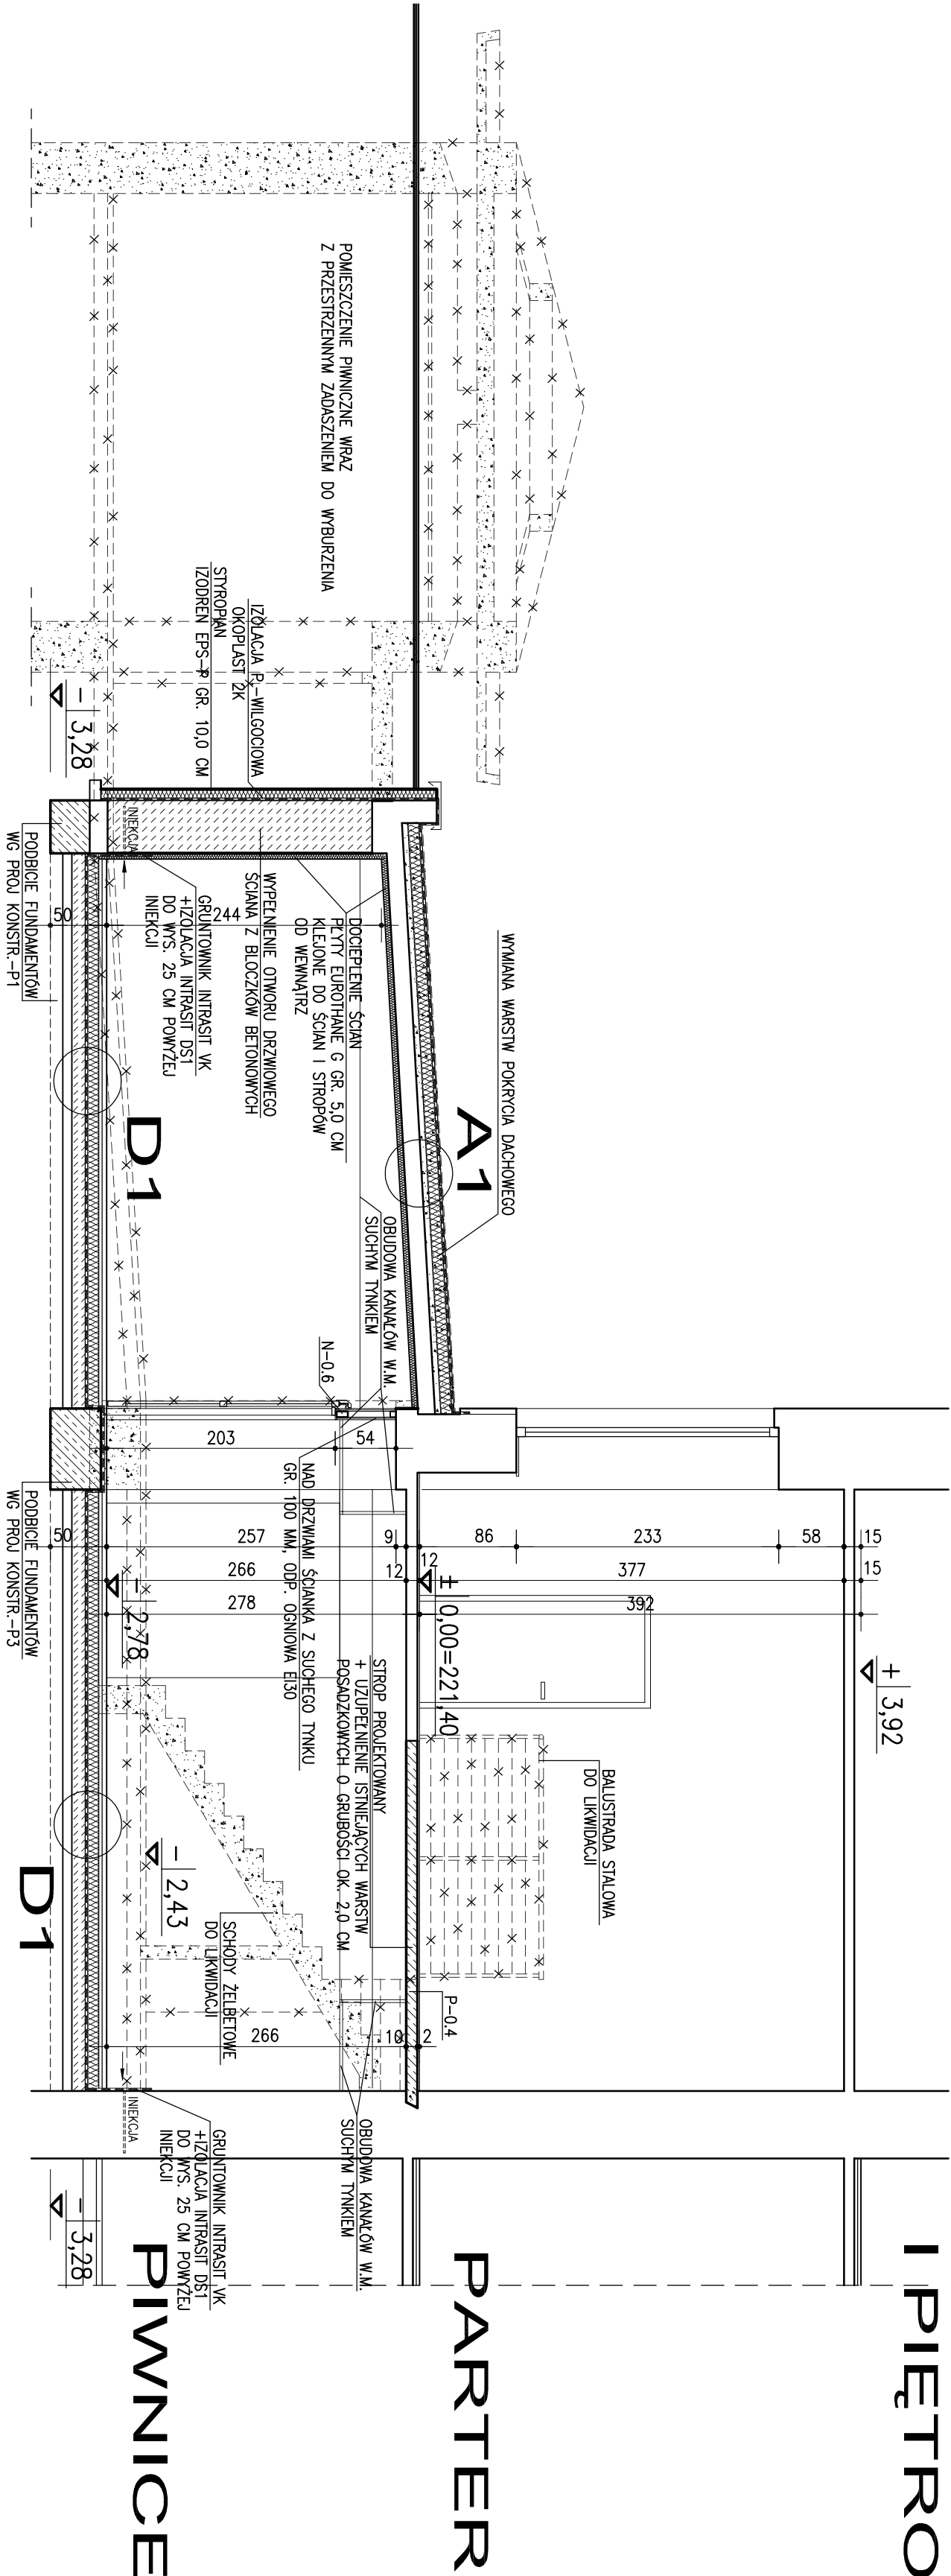 I PIĘTRO
PARTER
PIWNICE
POMIESZCZENIE PIWNICZNE WRAZ
Z PRZESTRZENNYM ZADASZENIEM DO WYBURZENIA
IZOLACJA P.-WILGOCIOWA
OKOPLAST 2K
STYROPIAN
IZODREN EPS-P GR. 10,0 CM
-
3,28
INIEKCJA
PODBICIE FUNDAMENTÓW
WG PROJ KONSTR.-P1
50
244
WYMIANA WARSTW POKRYCIA DACHOWEGO
A1
DOCIEPLENIE ŚCIAN
PŁYTY EUROTHANE G GR. 5,0 CM
KLEJONE DO ŚCIAN I STROPÓW
OD WEWNĄTRZ
WYPEŁNIENIE OTWORU DRZWIOWEGO
ŚCIANA Z BLOCZKÓW BETONOWYCH
GRUNTOWNIK INTRASIT VK
+IZOLACJA INTRASIT DS1
DO WYS. 25 CM POWYŻEJ
INIEKCJI
D1
OBUDOWA KANAŁÓW W.M.
SUCHYM TYNKIEM
N-0.6
203
54
NAD DRZWIAMI ŚCIANKA Z SUCHEGO TYNKU
GR. 100 MM, ODP. OGNIOWA EI30
PODBICIE FUNDAMENTÓW
WG PROJ KONSTR.-P3
50
257
9
12
86
233
58
15
266
12
377
15
278
392
-
2,78
±
0,00=221,40
+
3,92
STROP PROJEKTOWANY
+ UZUPEŁNIENIE ISTNIEJĄCYCH WARSTW
POSADZKOWYCH O GRUBOŚCI OK. 2,0 CM
BALUSTRADA STALOWA
DO LIKWIDACJI
-
2,43
SCHODY ŻELBETOWE
DO LIKWIDACJI
D1
P-0.4
266
10
2
INIEKCJA
OBUDOWA KANAŁÓW W.M.
SUCHYM TYNKIEM
GRUNTOWNIK INTRASIT VK
+IZOLACJA INTRASIT DS1
DO WYS. 25 CM POWYŻEJ
INIEKCJI
-
3,28